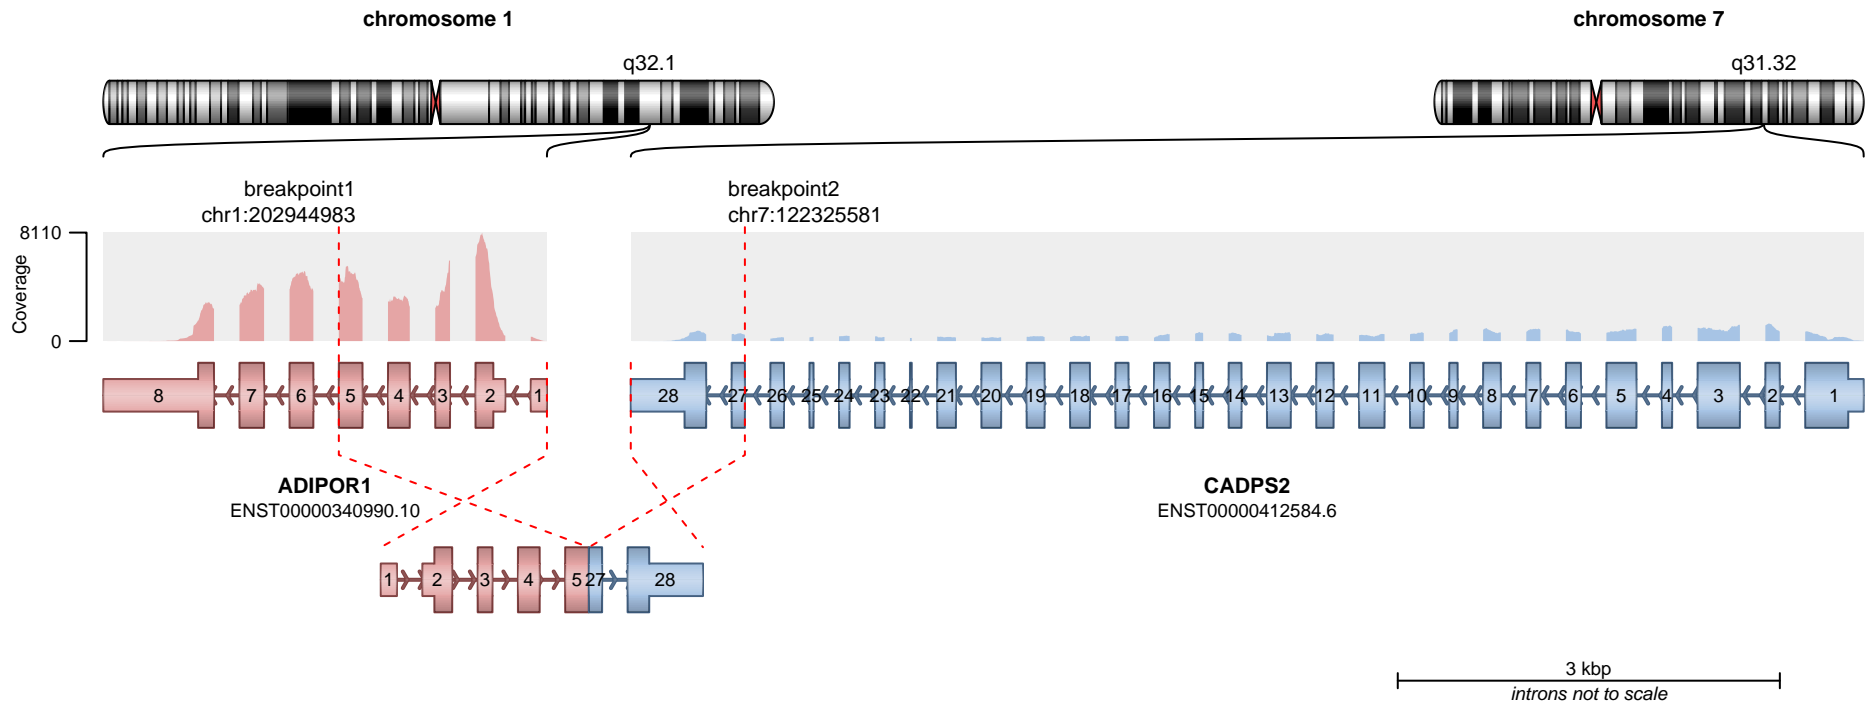 chromosome 1
chromosome 7
q32.1
q31.32
breakpoint1
chr1:202944983
breakpoint2
chr7:122325581
8110
Coverage
0
8 7 6 5 4 3 2 1
28 27 26 25 24 23 22 21 20 19 18 17 16 15 14 13 12 11 10 9 8 7 6 5 4 3 2 1
ADIPOR1
ENST00000340990.10
CADPS2
ENST00000412584.6
1 2 3 4 5 27 28
3 kbp
introns not to scale